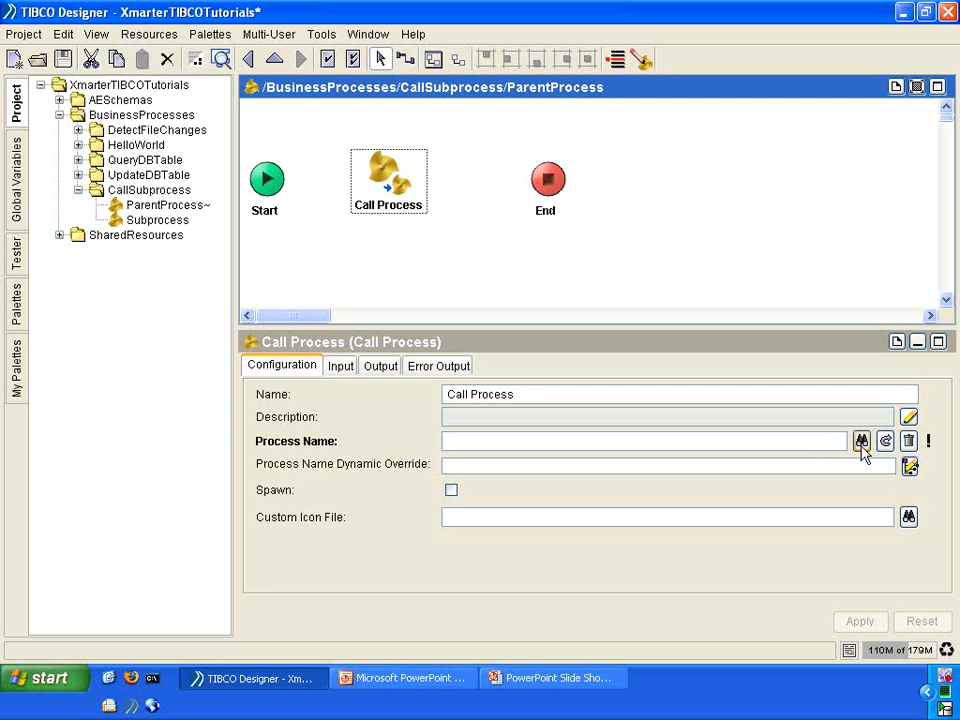 TIBCO Designer - XmarterTIBCOTutorials*
Project Edit View Resources Palettes Multi-User Tools Window Help
Project
Global Variables
Tester
Palettes
My Palettes
XmarterTIBCOTutorials
AESchemas
BusinessProcesses
DetectFileChanges
HelloWorld
QueryDBTable
UpdateDBTable
CallSubprocess
ParentProcess~
Subprocess
SharedResources
/BusinessProcesses/CallSubprocess/ParentProcess
Start
Call Process
End
Call Process (Call Process)
Configuration Input Output Error Output
Name: Call Process
Description:
Process Name: !
Process Name Dynamic Override:
Spawn:
Custom Icon File:
Apply Reset
110M of 179M
start
TIBCO Designer - Xm...
Microsoft PowerPoint ...
PowerPoint Slide Sho...